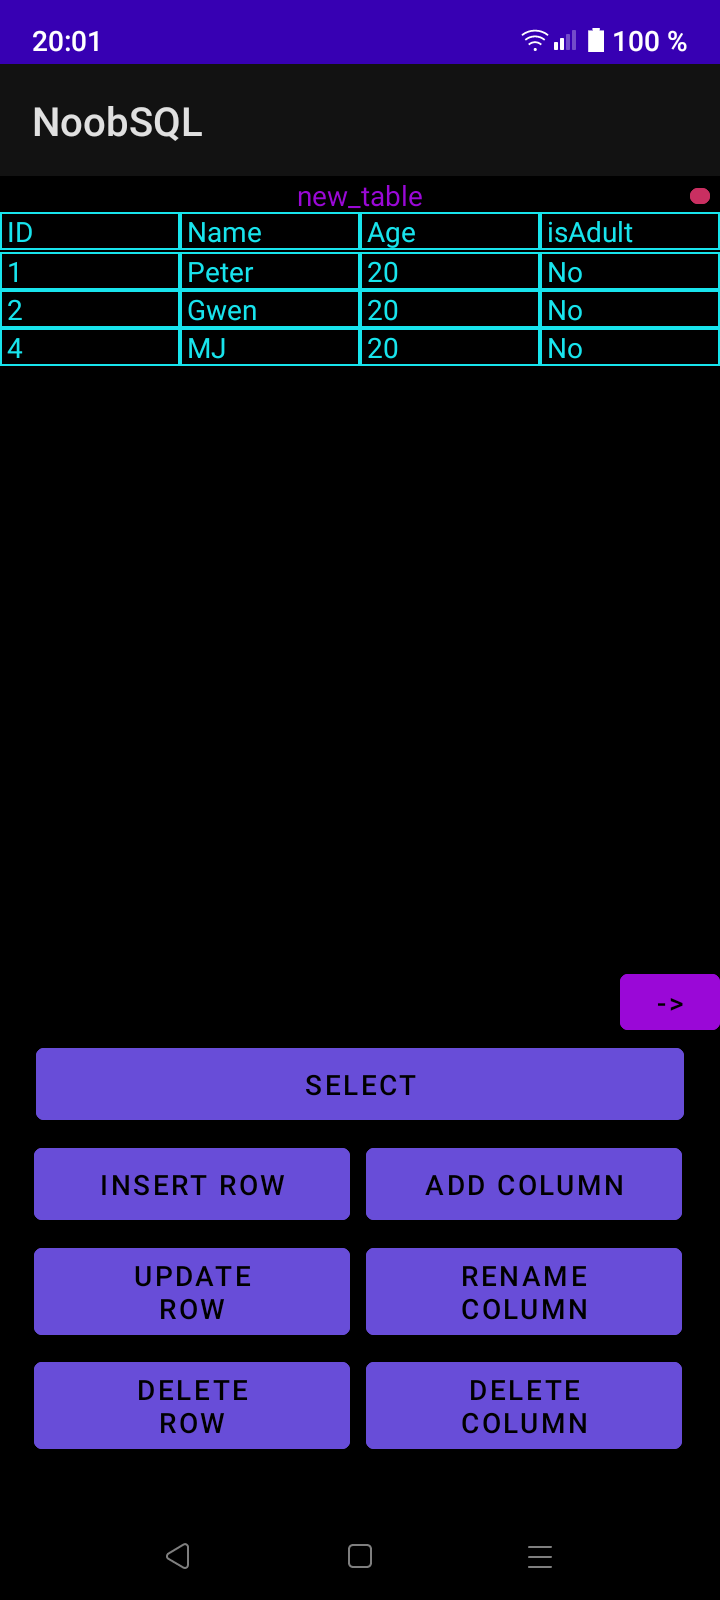 20:01 100 %
NoobSQL
new_table
ID Name Age isAdult
1 Peter 20 No
2 Gwen 20 No
4 MJ 20 No
->
SELECT
INSERT ROW ADD COLUMN
UPDATE ROW
RENAME COLUMN
DELETE ROW
DELETE COLUMN